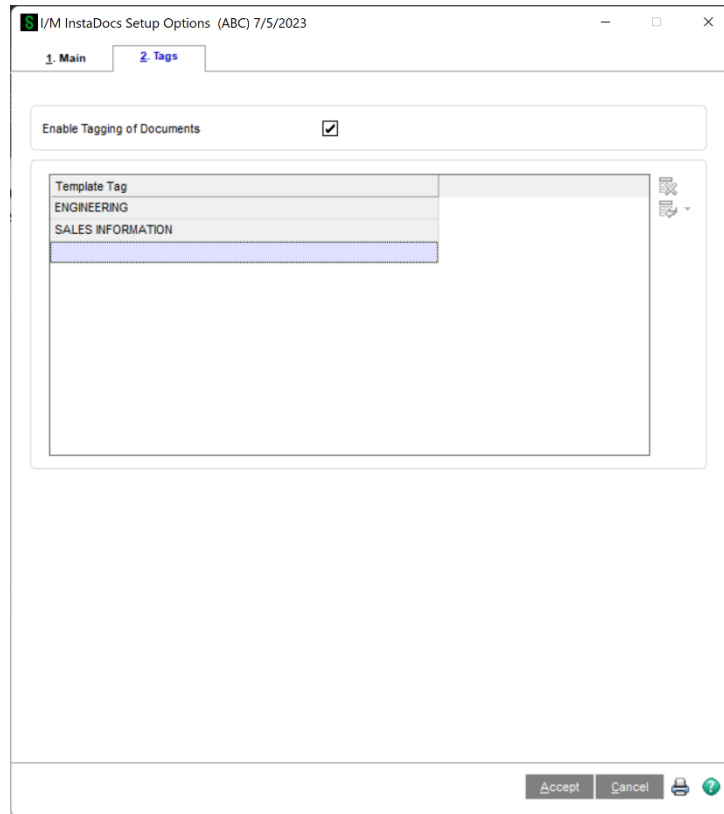 I/M InstaDocs Setup Options (ABC) 7/5/2023
1. Main
2. Tags
Enable Tagging of Documents
Template Tag
ENGINEERING
SALES INFORMATION
Accept
Cancel